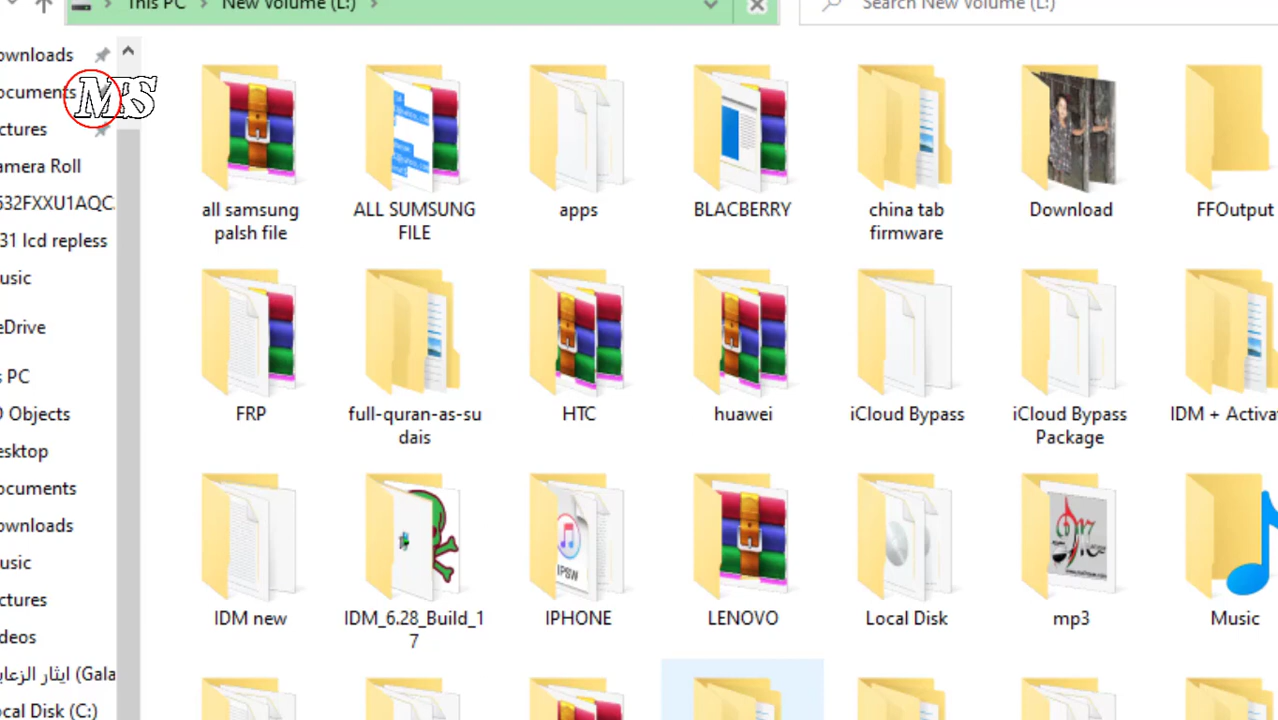 This PC > New Volume (L:) >
Search New Volume (L:)
ownloads
ocuments
MS
ctures
amera Roll
532FXXU1AQC
31 lcd repless
usic
eDrive
s PC
D Objects
esktop
ocuments
ownloads
usic
ctures
deos
ايثار الزعاي (Gala
ocal Disk (C:)
all samsung
palsh file
ALL SUMSUNG
FILE
apps
BLACBERRY
china tab
firmware
Download
FFOutput
FRP
full-quran-as-su
dais
HTC
huawei
iCloud Bypass
iCloud Bypass
Package
IDM + Activa
IDM new
IDM_6.28_Build_1
7
IPSW
IPHONE
LENOVO
Local Disk
mp3
Music